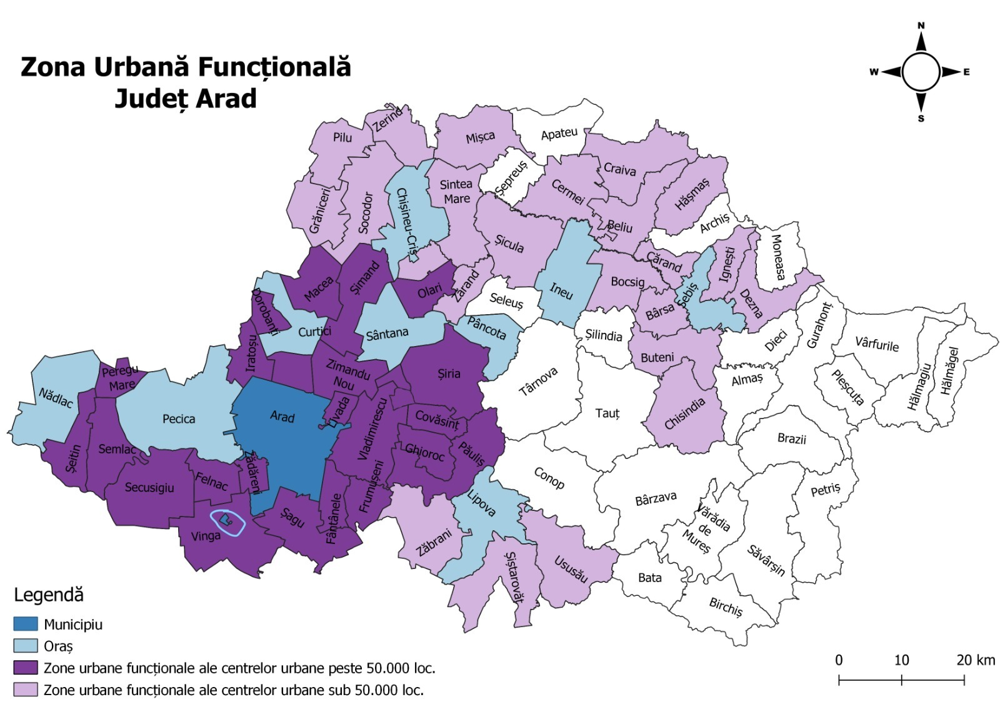 Zona Urbană Funcțională
Județ Arad
N
W
E
S
Zerind
Pilu
Mișca
Apateu
Craiva
Șepreuș
Sintea
Mare
Cermei
Hășmaș
Grăniceri
Socodor
Chișineu-Criș
Beliu
Archiș
Șicula
Moneasa
Cărand
Ignești
Macea
Șimand
Olari
Zărand
Seleuș
Ineu
Bocsig
Sebiș
Bârsa
Dezna
Dorobanți
Curtici
Sântana
Pâncota
Șilindia
Dieci
Gurahonț
Vârfurile
Iratoșu
Buteni
Hălmăgel
Hălmagiu
Zimandu
Nou
Șiria
Târnova
Almaș
Pleșcuța
Peregu
Mare
Nădlac
Pecica
Arad
Livada
Vladimirescu
Covăsinț
Tauț
Chisindia
Șeitin
Semlac
Zădăreni
Ghioroc
Păuliș
Brazii
Secusigiu
Felnac
Frumușeni
Conop
Bârzava
Petriș
Lipova
Vărădia
de
Mureș
Șagu
Fântânele
Vinga
Zăbrani
Șiștarovăț
Ususău
Săvârșin
Bata
Birchiș
Legendă
Municipiu
Oraș
Zone urbane funcționale ale centrelor urbane peste 50.000 loc.
Zone urbane funcționale ale centrelor urbane sub 50.000 loc.
0 10 20 km